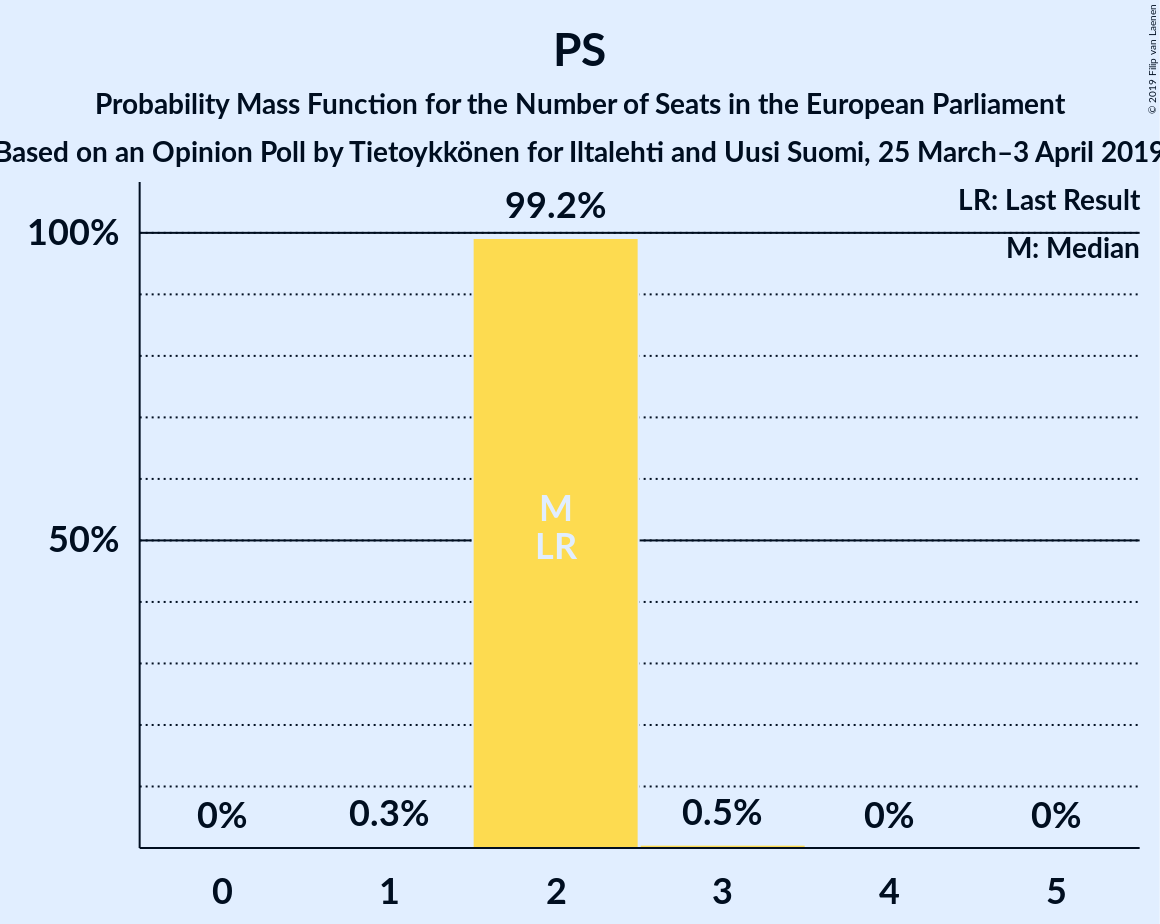 PS
Probability Mass Function for the Number of Seats in the European Parliament
Based on an Opinion Poll by Tietoykkönen for Iltalehti and Uusi Suomi, 25 March–3 April 2019
© 2019 Filip van Laenen
LR: Last Result
M: Median
99.2%
100%
50%
M
LR
0%
0.3%
0.5%
0%
0%
0
1
2
3
4
5